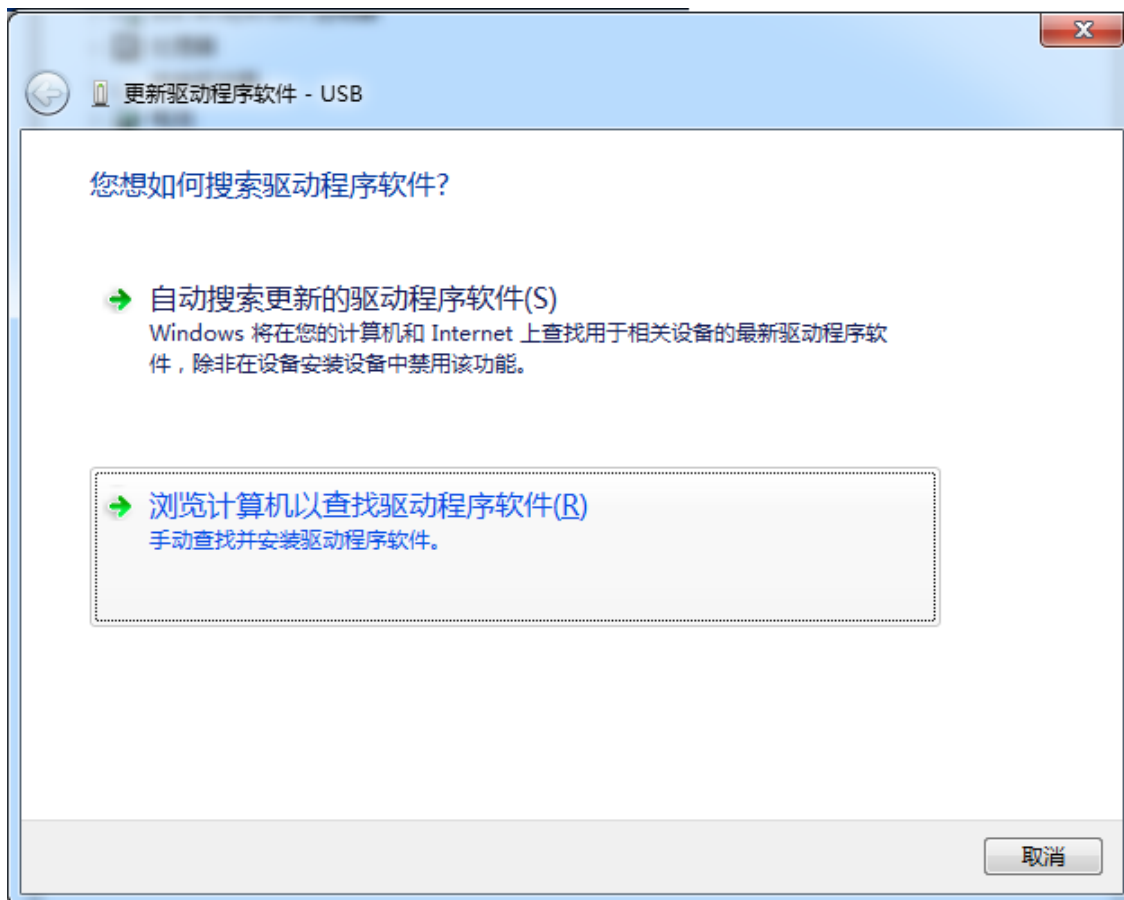 更新驱动程序软件 - USB
您想如何搜索驱动程序软件?
自动搜索更新的驱动程序软件(S)
Windows 将在您的计算机和 Internet 上查找用于相关设备的最新驱动程序软
件，除非在设备安装设备中禁用该功能。
浏览计算机以查找驱动程序软件(R)
手动查找并安装驱动程序软件。
取消